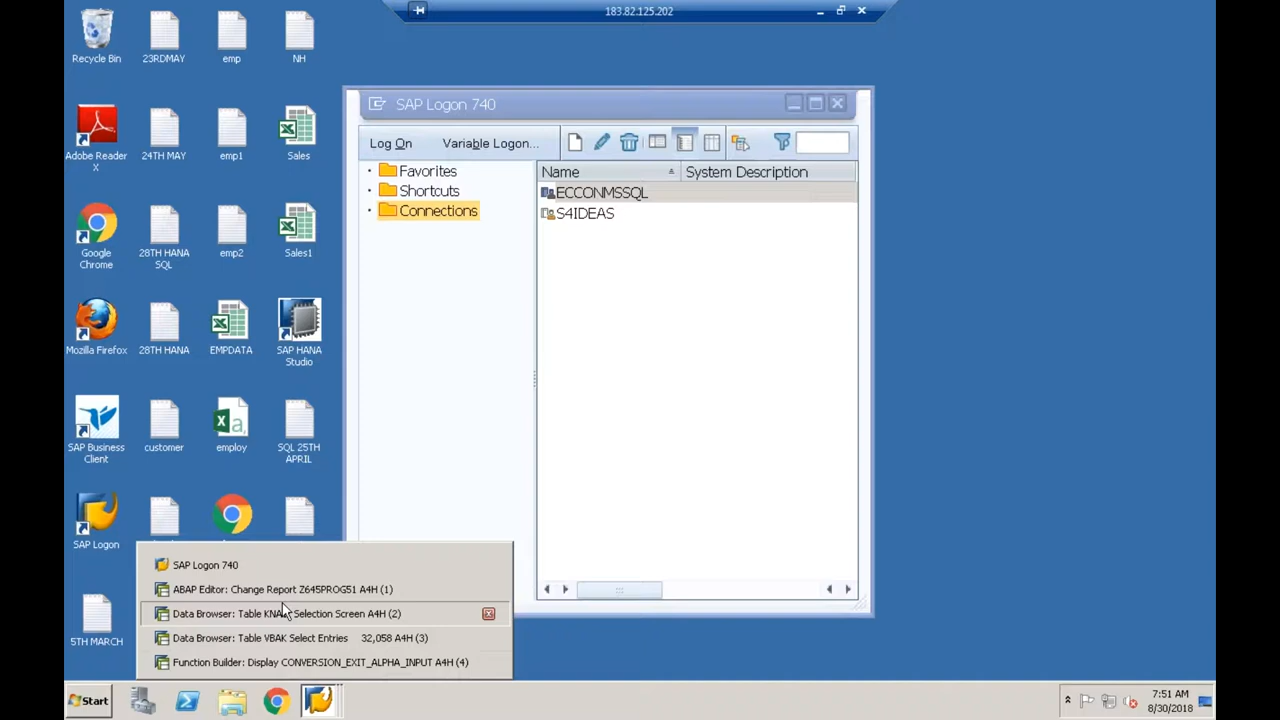 183.82.125.202
Recycle Bin
23RDMAY
emp
NH
Adobe Reader
X
24TH MAY
emp1
Sales
Google
Chrome
28TH HANA
SQL
emp2
Sales1
Mozilla Firefox
28TH HANA
EMPDATA
SAP HANA
Studio
SAP Business
Client
customer
employ
SQL 25TH
APRIL
SAP Logon
5TH MARCH
SAP Logon 740
Log On
Variable Logon...
Favorites
Shortcuts
Connections
Name
System Description
ECCONMSSQL
S4IDEAS
SAP Logon 740
ABAP Editor: Change Report Z645PROG51 A4H (1)
Data Browser: Table Selection Screen A4H (2)
Data Browser: Table VBAK Select Entries 32,058 A4H (3)
Function Builder: Display CONVERSION_EXIT_ALPHA_INPUT A4H (4)
Start
7:51 AM
8/30/2018